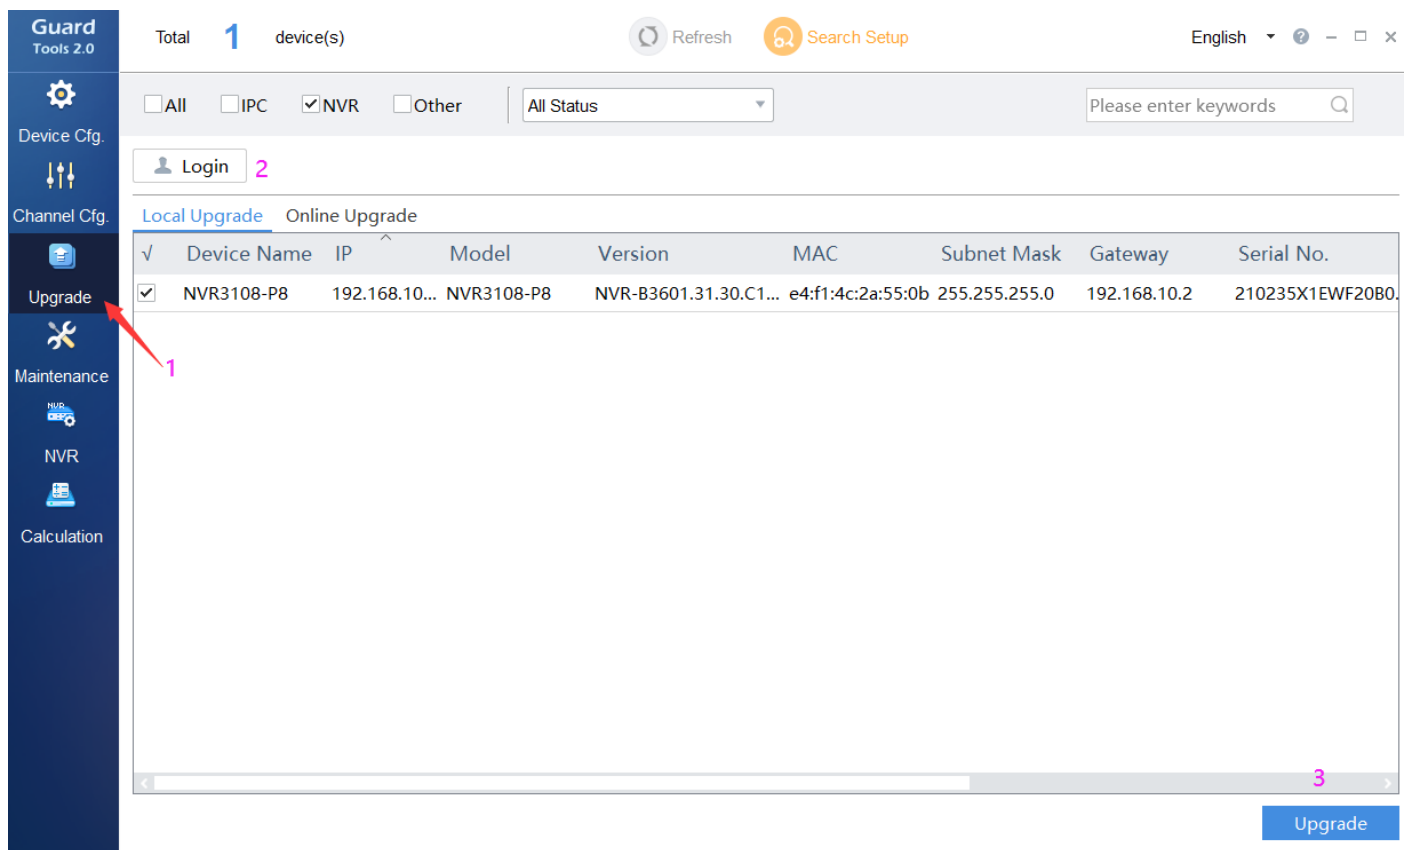 Guard
Tools 2.0
Total 1 device(s)
Refresh
Search Setup
English
Device Cfg.
Channel Cfg.
Upgrade
Maintenance
NVR
NVR
Calculation
All IPC NVR Other
All Status
Please enter keywords
Login 2
Local Upgrade Online Upgrade
√ Device Name IP Model Version MAC Subnet Mask Gateway Serial No.
NVR3108-P8 192.168.10... NVR3108-P8 NVR-B3601.31.30.C1... e4:f1:4c:2a:55:0b 255.255.255.0 192.168.10.2 210235X1EWF20B0.
1
3
Upgrade